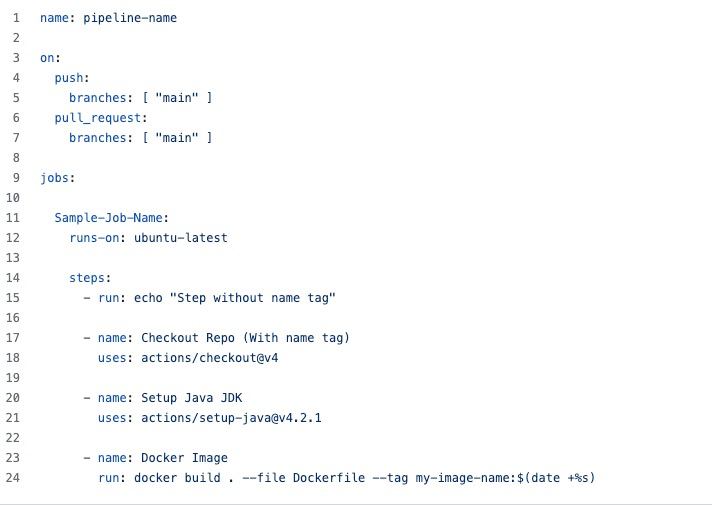 1 name: pipeline-name
2
3 on:
4   push:
5     branches: [ "main" ]
6   pull_request:
7     branches: [ "main" ]
8
9 jobs:
10
11   Sample-Job-Name:
12     runs-on: ubuntu-latest
13
14     steps:
15       - run: echo "Step without name tag"
16
17       - name: Checkout Repo (With name tag)
18         uses: actions/checkout@v4
19
20       - name: Setup Java JDK
21         uses: actions/setup-java@v4.2.1
22
23       - name: Docker Image
24         run: docker build . --file Dockerfile --tag my-image-name:$(date +%s)